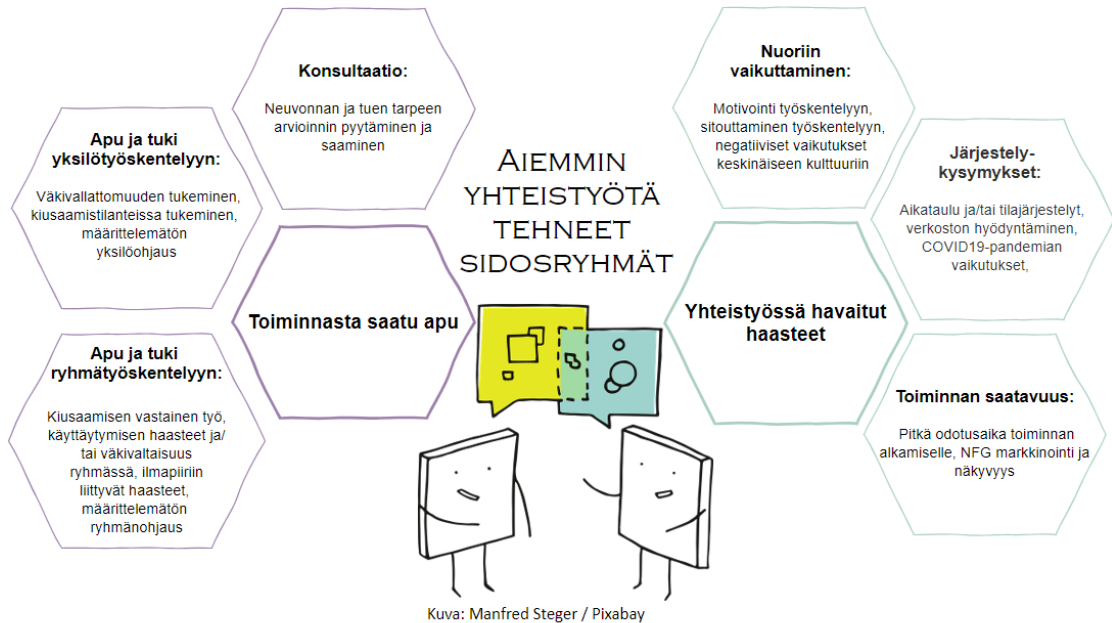 AIEMMIN
YHTEISTYÖTÄ
TEHNEET
SIDOSRYHMÄT
Toiminnasta saatu apu
Konsultaatio:
Neuvonnan ja tuen tarpeen
arvioinnin pyytäminen ja
saaminen
Apu ja tuki
yksilötyöskentelyyn:
Väkivallattomuuden tukeminen,
kiusaamistilanteissa tukeminen,
määrittelemätön
yksilöohjaus
Apu ja tuki
ryhmätyöskentelyyn:
Kiusaamisen vastainen työ,
käyttäytymisen haasteet ja/
tai väkivaltaisuus
ryhmässä, ilmapiiriin
liittyvät haasteet,
määrittelemätön
ryhmänohjaus
Yhteistyössä havaitut
haasteet
Nuoriin
vaikuttaminen:
Motivointi työskentelyyn,
sitouttaminen työskentelyyn,
negatiiviset vaikutukset
keskinäiseen kulttuuriin
Järjestely-
kysymykset:
Aikataulu ja/tai tilajärjestelyt,
verkoston hyödyntäminen,
COVID19-pandemian
vaikutukset,
Toiminnan saatavuus:
Pitkä odotusaika toiminnan
alkamiselle, NFG markkinointi ja
näkyvyys
Kuva: Manfred Steger / Pixabay